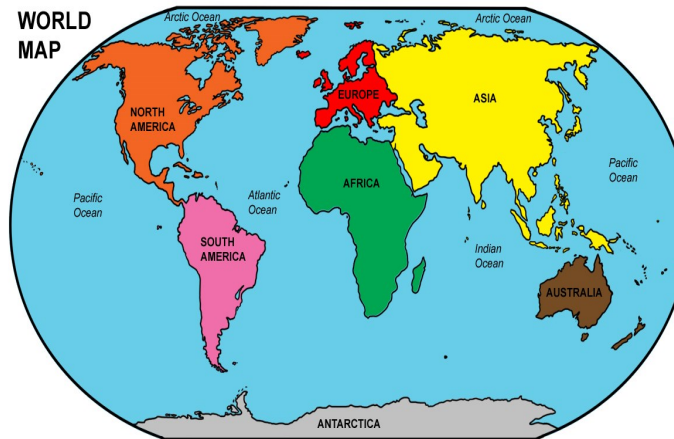 WORLD
MAP
Arctic Ocean
Arctic Ocean
NORTH
AMERICA
EUROPE
ASIA
Pacific
Ocean
Atlantic
Ocean
AFRICA
Pacific
Ocean
SOUTH
AMERICA
Indian
Ocean
AUSTRALIA
ANTARCTICA